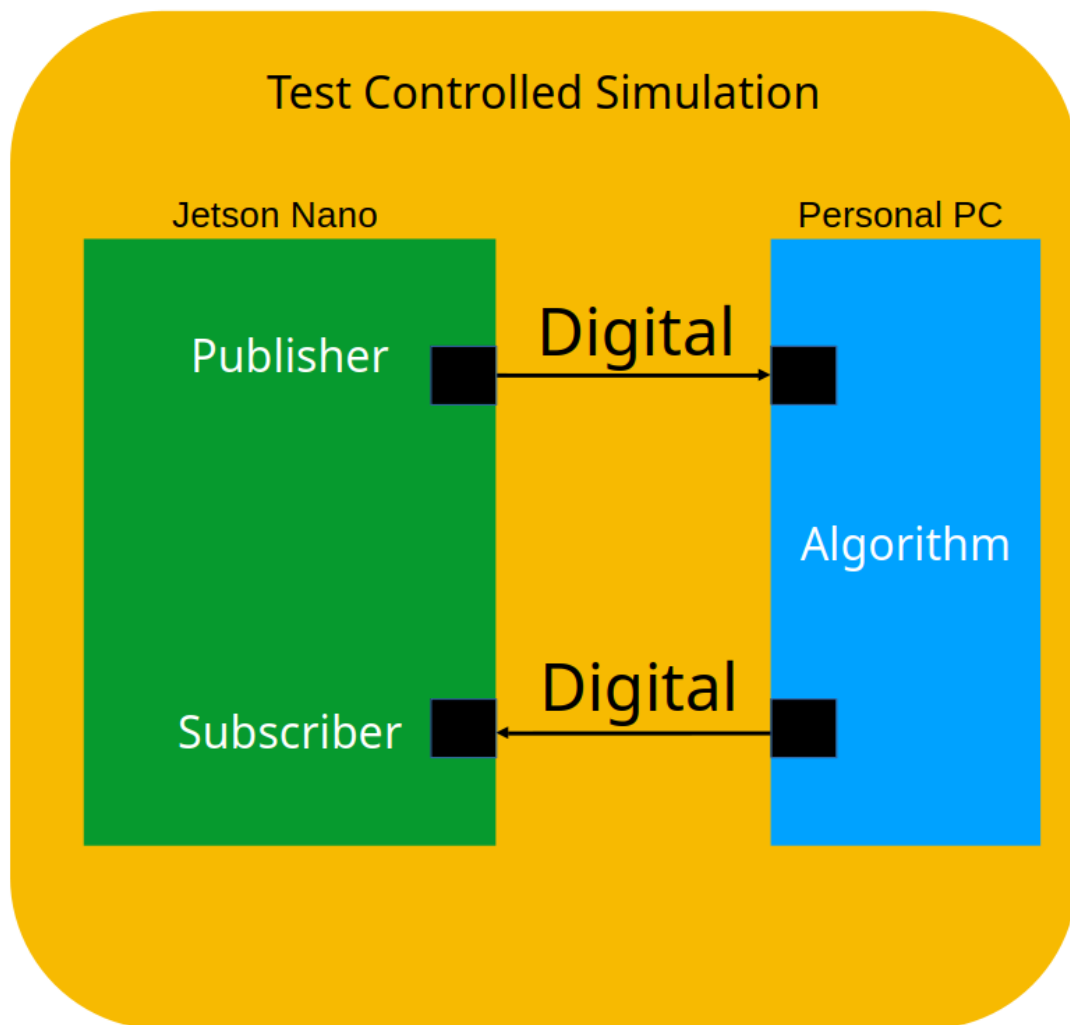 Test Controlled Simulation
Jetson Nano
Personal PC
Publisher
Digital
Algorithm
Digital
Subscriber